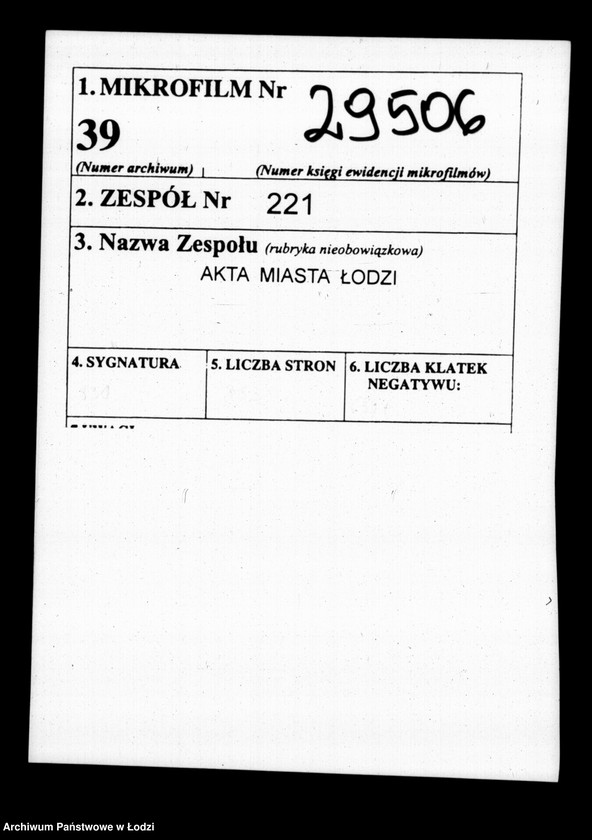 1. MIKROFILM Nr 29506
39
(Numer archiwum) (Numer księgi ewidencji mikrofilmów)
2. ZESPÓŁ Nr 221
3. Nazwa Zespołu (rubryka nieobowiązkowa)
AKTA MIASTA ŁODZI
4. SYGNATURA 5. LICZBA STRON 6. LICZBA KLATEK
NEGATYWU:
Archiwum Państwowe w Łodzi